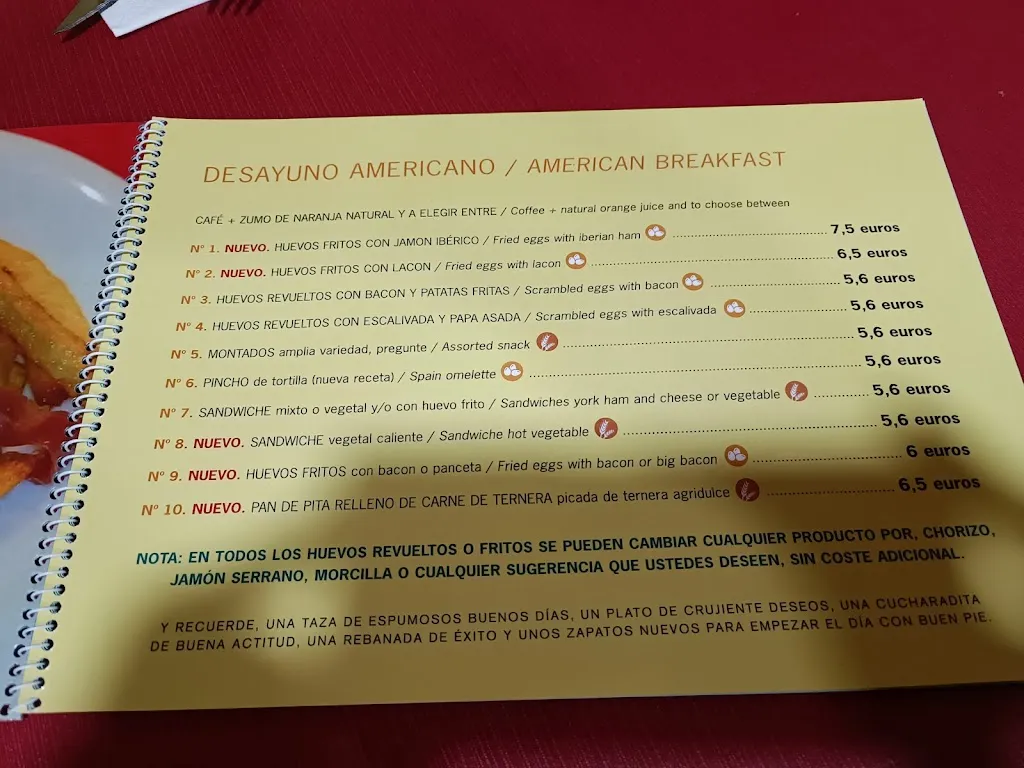 DESAYUNO AMERICANO / AMERICAN BREAKFAST
CAFÉ + ZUMO DE NARANJA NATURAL Y A ELEGIR ENTRE / Coffee + natural orange juice and to choose between
Nº 1. NUEVO. HUEVOS FRITOS CON JAMON IBÉRICO / Fried eggs with iberian ham ........ 7,5 euros
Nº 2. NUEVO. HUEVOS FRITOS CON LACON / Fried eggs with lacon ........ 6,5 euros
Nº 3. HUEVOS REVUELTOS CON BACON Y PATATAS FRITAS / Scrambled eggs with bacon ........ 5,6 euros
Nº 4. HUEVOS REVUELTOS CON ESCALIVADA Y PAPA ASADA / Scrambled eggs with escalivada ........ 5,6 euros
Nº 5. MONTADOS amplia variedad, pregunte / Assorted snack ........ 5,6 euros
Nº 6. PINCHO de tortilla (nueva receta) / Spain omelette ........ 5,6 euros
Nº 7. SANDWICHE mixto o vegetal y/o con huevo frito / Sandwiches york ham and cheese or vegetable ........ 5,6 euros
Nº 8. NUEVO. SANDWICHE vegetal caliente / Sandwiche hot vegetable ........ 5,6 euros
Nº 9. NUEVO. HUEVOS FRITOS con bacon o panceta / Fried eggs with bacon or big bacon ........ 6 euros
Nº 10. NUEVO. PAN DE PITA RELLENO DE CARNE DE TERNERA picada de ternera agridulce ........ 6,5 euros
NOTA: EN TODOS LOS HUEVOS REVUELTOS O FRITOS SE PUEDEN CAMBIAR CUALQUIER PRODUCTO POR, CHORIZO,
JAMÓN SERRANO, MORCILLA O CUALQUIER SUGERENCIA QUE USTEDES DESEEN, SIN COSTE ADICIONAL.
Y RECUERDE, UNA TAZA DE ESPUMOSOS BUENOS DÍAS, UN PLATO DE CRUJIENTE DESEOS, UNA CUCHARADITA
DE BUENA ACTITUD, UNA REBANADA DE ÉXITO Y UNOS ZAPATOS NUEVOS PARA EMPEZAR EL DÍA CON BUEN PIE.